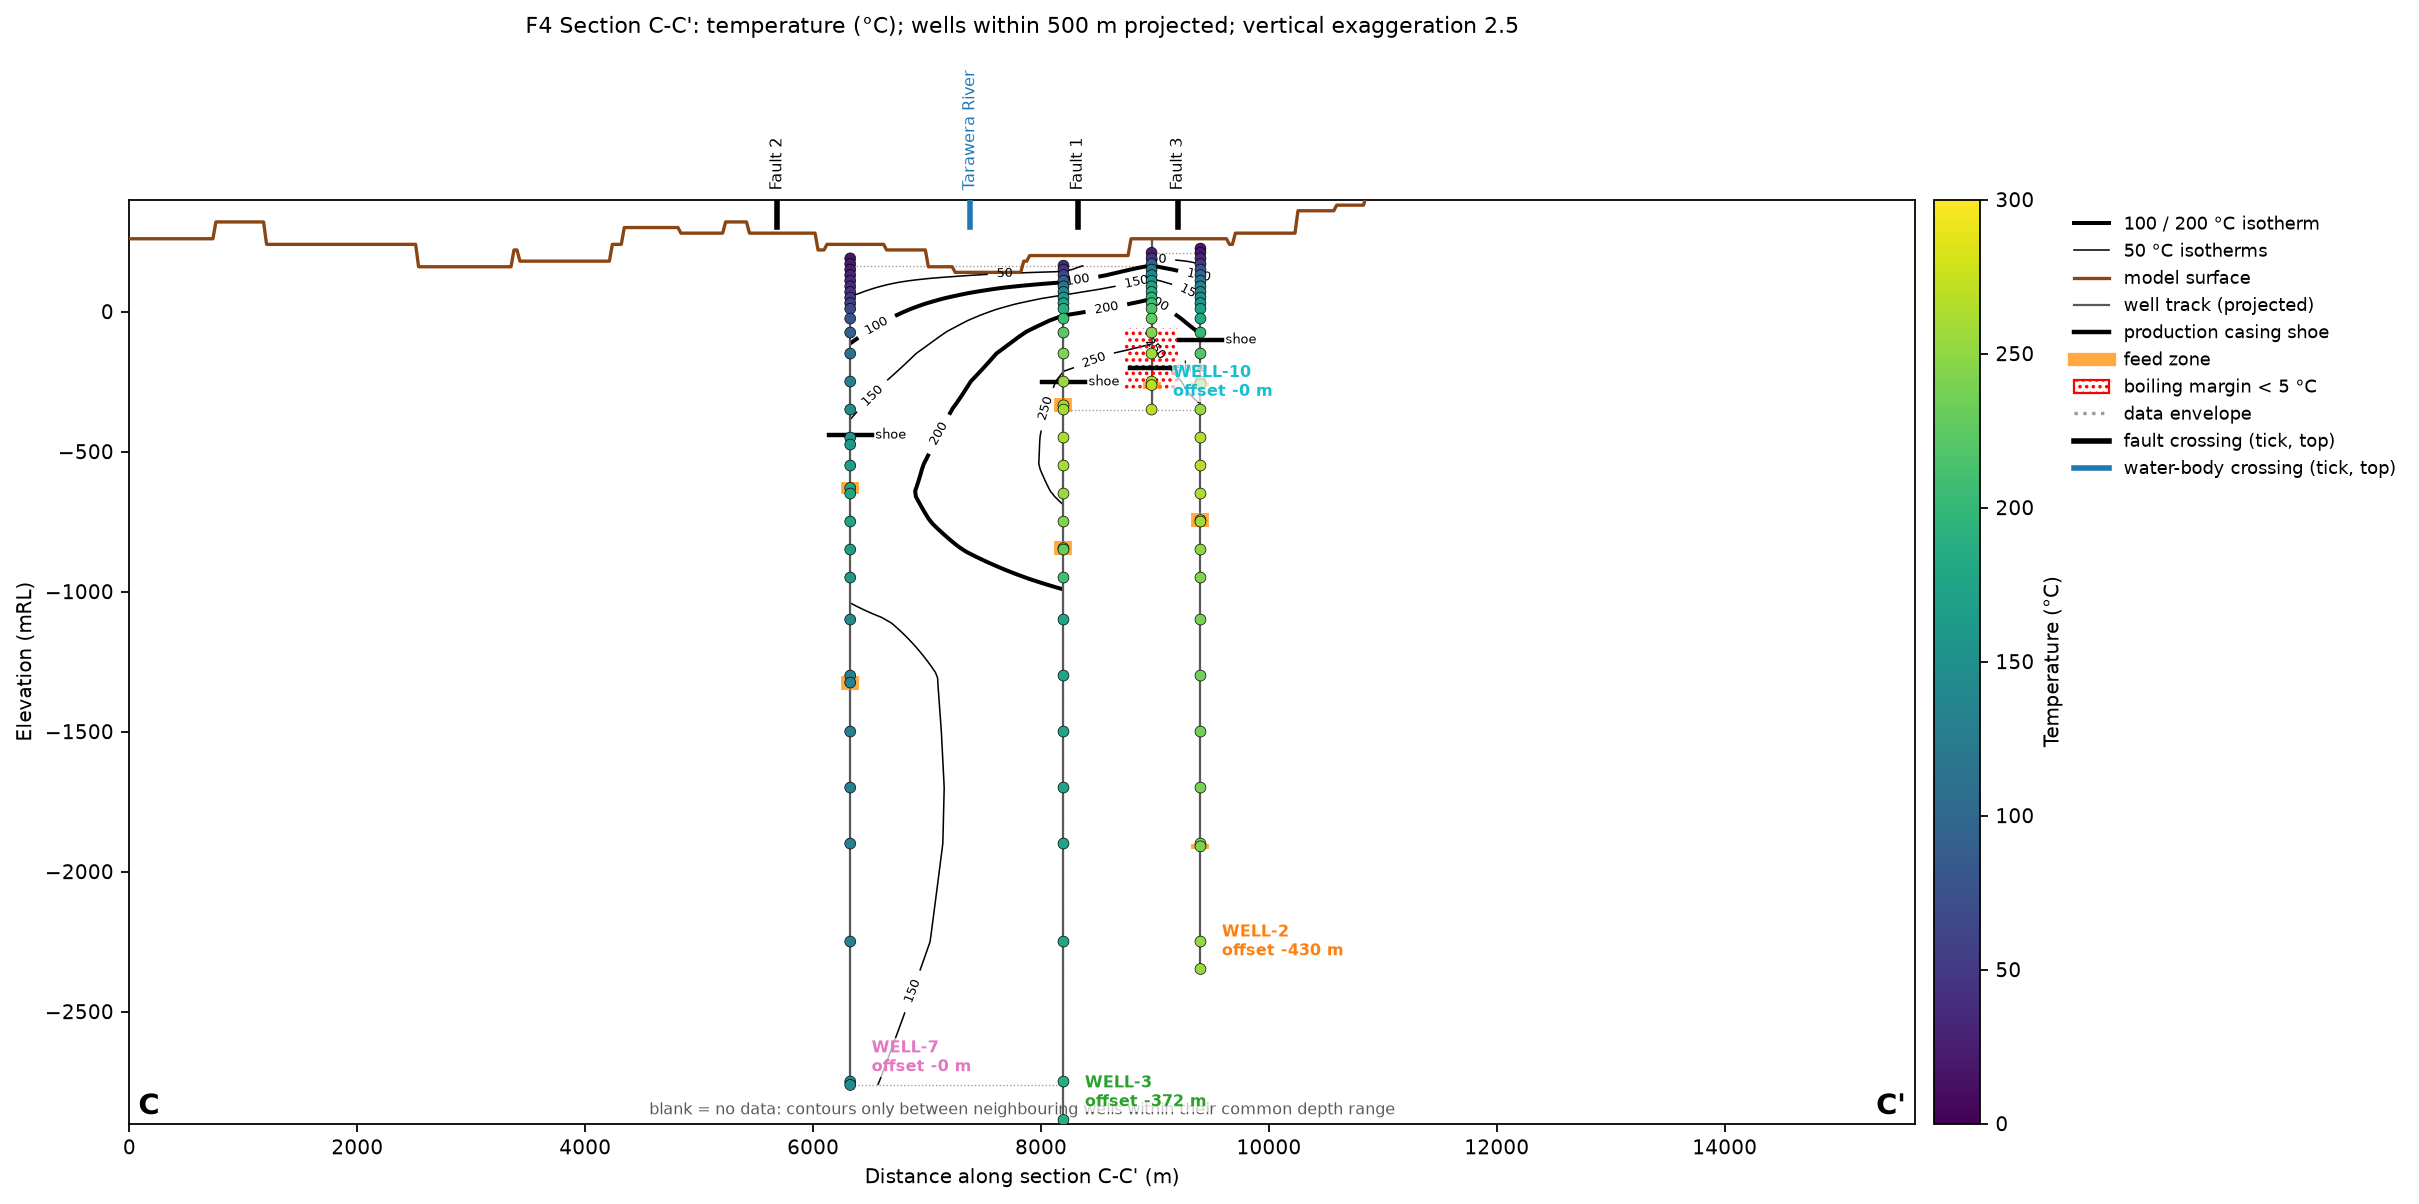 F4 Section C-C': temperature (°C); wells within 500 m projected; vertical exaggeration 2.5
Fault 2
Tarawera River
Fault 1
Fault 3
0
−500
−1000
−1500
−2000
−2500
Elevation (mRL)
50
100
100
150
150
200
200
250
250
150
shoe
shoe
shoe
WELL-10
offset -0 m
WELL-2
offset -430 m
WELL-7
offset -0 m
WELL-3
offset -372 m
blank = no data: contours only between neighbouring wells within their common depth range
C
C'
0
2000
4000
6000
8000
10000
12000
14000
Distance along section C-C' (m)
300
250
200
150
100
50
0
Temperature (°C)
100 / 200 °C isotherm
50 °C isotherms
model surface
well track (projected)
production casing shoe
feed zone
boiling margin < 5 °C
data envelope
fault crossing (tick, top)
water-body crossing (tick, top)